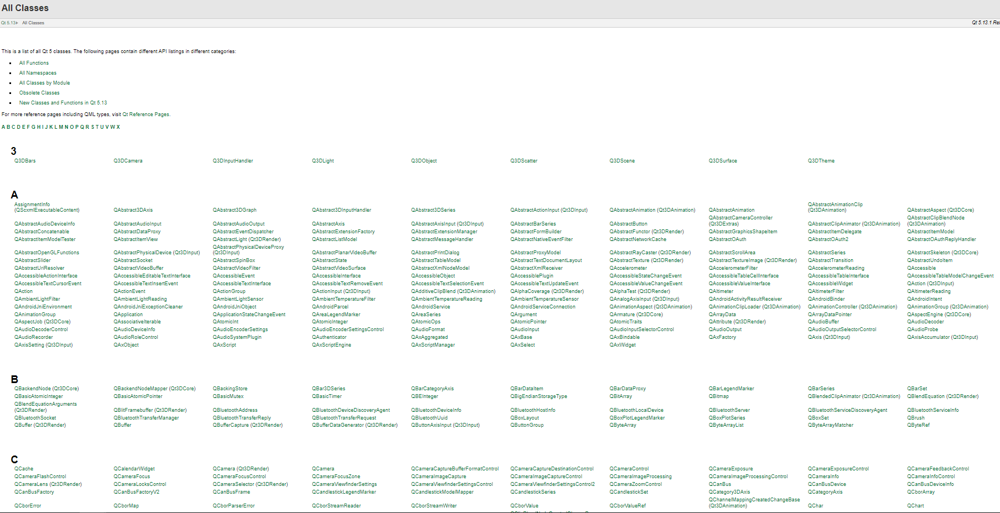 All Classes
Qt 5.13 All Classes Qt 5.13.1 Ref
This is a list of all Qt 5 classes. The following pages contain different API listings in different categories:
All Functions
All Namespaces
All Classes by Module
Obsolete Classes
New Classes and Functions in Qt 5.13
For more reference pages including QML types, visit Qt Reference Pages.
A B C D E F G H I J K L M N O P Q R S T U V W X
3
Q3DBars Q3DCamera Q3DInputHandler Q3DLight Q3DObject Q3DScatter Q3DScene Q3DSurface Q3DTheme
A
AssignmentInfo QAbstractAnimationClip
(QScxmlExecutableContent) QAbstract3DAxis QAbstract3DGraph QAbstract3DInputHandler QAbstract3DSeries QAbstractActionInput (Qt3DInput) QAbstractAnimation (Qt3DAnimation) QAbstractAnimation (Qt3DAnimation) QAbstractAspect (Qt3DCore)
QAbstractCameraController QAbstractClipBlendNode
QAbstractAudioDeviceInfo QAbstractAudioInput QAbstractAudioOutput QAbstractAxis QAbstractAxisInput (Qt3DInput) QAbstractBarSeries QAbstractButton (Qt3DExtras) QAbstractClipAnimator (Qt3DAnimation) (Qt3DAnimation)
QAbstractConcatenable QAbstractDataProxy QAbstractEventDispatcher QAbstractExtensionFactory QAbstractExtensionManager QAbstractFormBuilder QAbstractFunctor (Qt3DRender) QAbstractGraphicsShapeItem QAbstractItemDelegate QAbstractItemModel
QAbstractItemModelTester QAbstractItemView QAbstractLight (Qt3DRender) QAbstractListModel QAbstractMessageHandler QAbstractNativeEventFilter QAbstractNetworkCache QAbstractOAuth QAbstractOAuth2 QAbstractOAuthReplyHandler
QAbstractPhysicalDeviceProxy
QAbstractOpenGLFunctions QAbstractPhysicalDevice (Qt3DInput) (Qt3DInput) QAbstractPlanarVideoBuffer QAbstractPrintDialog QAbstractProxyModel QAbstractRayCaster (Qt3DRender) QAbstractScrollArea QAbstractSeries QAbstractSkeleton (Qt3DCore)
QAbstractSlider QAbstractSocket QAbstractSpinBox QAbstractState QAbstractTableModel QAbstractTextDocumentLayout QAbstractTexture (Qt3DRender) QAbstractTextureImage (Qt3DRender) QAbstractTransition QAbstractUndoItem
QAbstractUriResolver QAbstractVideoBuffer QAbstractVideoFilter QAbstractVideoSurface QAbstractXmlNodeModel QAbstractXmlReceiver QAccelerometer QAccelerometerFilter QAccelerometerReading QAccessible
QAccessibleActionInterface QAccessibleEditableTextInterface QAccessibleEvent QAccessibleInterface QAccessibleObject QAccessiblePlugin QAccessibleStateChangeEvent QAccessibleTableCellInterface QAccessibleTableInterface QAccessibleTableModelChangeEvent
QAccessibleTextCursorEvent QAccessibleTextInsertEvent QAccessibleTextInterface QAccessibleTextRemoveEvent QAccessibleTextSelectionEvent QAccessibleTextUpdateEvent QAccessibleValueChangeEvent QAccessibleValueInterface QAccessibleWidget QAction (Qt3DInput)
QAction QActionEvent QActionGroup QActionInput (Qt3DInput) QAdditiveClipBlend (Qt3DAnimation) QAlphaCoverage (Qt3DRender) QAlphaTest (Qt3DRender) QAltimeter QAltimeterFilter QAltimeterReading
QAmbientLightFilter QAmbientLightReading QAmbientLightSensor QAmbientTemperatureFilter QAmbientTemperatureReading QAmbientTemperatureSensor QAnalogAxisInput (Qt3DInput) QAndroidActivityResultReceiver QAndroidBinder QAndroidIntent
QAndroidJniEnvironment QAndroidJniExceptionCleaner QAndroidJniObject QAndroidParcel QAndroidService QAndroidServiceConnection QAnimationAspect (Qt3DAnimation) QAnimationClipLoader (Qt3DAnimation) QAnimationController (Qt3DAnimation) QAnimationGroup (Qt3DAnimation)
QAnimationGroup QApplication QApplicationStateChangeEvent QAreaLegendMarker QAreaSeries QArgument QArmature (Qt3DCore) QArrayData QArrayDataPointer QAspectEngine (Qt3DCore)
QAspectJob (Qt3DCore) QAssociativeIterable QAtomicInt QAtomicInteger QAtomicOps QAtomicPointer QAtomicTraits QAttribute (Qt3DRender) QAudioBuffer QAudioDecoder
QAudioDecoderControl QAudioDeviceInfo QAudioEncoderSettings QAudioEncoderSettingsControl QAudioFormat QAudioInput QAudioInputSelectorControl QAudioOutput QAudioOutputSelectorControl QAudioProbe
QAudioRecorder QAudioRoleControl QAudioSystemPlugin QAuthenticator QAxAggregated QAxBase QAxBindable QAxFactory QAxis (Qt3DInput) QAxisAccumulator (Qt3DInput)
QAxisSetting (Qt3DInput) QAxObject QAxScript QAxScriptEngine QAxScriptManager QAxSelect QAxWidget
B
QBackendNode (Qt3DCore) QBackendNodeMapper (Qt3DCore) QBackingStore QBar3DSeries QBarCategoryAxis QBarDataItem QBarDataProxy QBarLegendMarker QBarSeries QBarSet
QBasicAtomicInteger QBasicAtomicPointer QBasicMutex QBasicTimer QBEInteger QBigEndianStorageType QBitArray QBitmap QBlendedClipAnimator (Qt3DAnimation) QBlendEquation (Qt3DRender)
QBlendEquationArguments
(Qt3DRender) QBlitFramebuffer (Qt3DRender) QBluetoothAddress QBluetoothDeviceDiscoveryAgent QBluetoothDeviceInfo QBluetoothHostInfo QBluetoothLocalDevice QBluetoothServer QBluetoothServiceDiscoveryAgent QBluetoothServiceInfo
QBluetoothSocket QBluetoothTransferManager QBluetoothTransferReply QBluetoothTransferRequest QBluetoothUuid QBoxLayout QBoxPlotLegendMarker QBoxPlotSeries QBoxSet QBrush
QBuffer (Qt3DRender) QBuffer QBufferCapture (Qt3DRender) QBufferDataGenerator (Qt3DRender) QButtonAxisInput (Qt3DInput) QButtonGroup QByteArray QByteArrayList QByteArrayMatcher QByteRef
C
QCache QCalendarWidget QCamera (Qt3DRender) QCamera QCameraCaptureBufferFormatControl QCameraCaptureDestinationControl QCameraControl QCameraExposure QCameraExposureControl QCameraFeedbackControl
QCameraFlashControl QCameraFocus QCameraFocusControl QCameraFocusZone QCameraImageCapture QCameraImageCaptureControl QCameraImageProcessing QCameraImageProcessingControl QCameraInfo QCameraInfoControl
QCameraLens (Qt3DRender) QCameraLocksControl QCameraSelector (Qt3DRender) QCameraViewfinderSettings QCameraViewfinderSettingsControl QCameraViewfinderSettingsControl2 QCameraZoomControl QCanBus QCanBusDevice QCanBusDeviceInfo
QCanBusFactory QCanBusFactoryV2 QCanBusFrame QCandlestickLegendMarker QCandlestickModelMapper QCandlestickSeries QCandlestickSet QCategory3DAxis QCategoryAxis QCborArray
QChannelMappingCreatedChangeBase
QCborError QCborMap QCborParserError QCborStreamReader QCborStreamWriter QCborValue QCborValueRef (Qt3DAnimation) QChar QChart